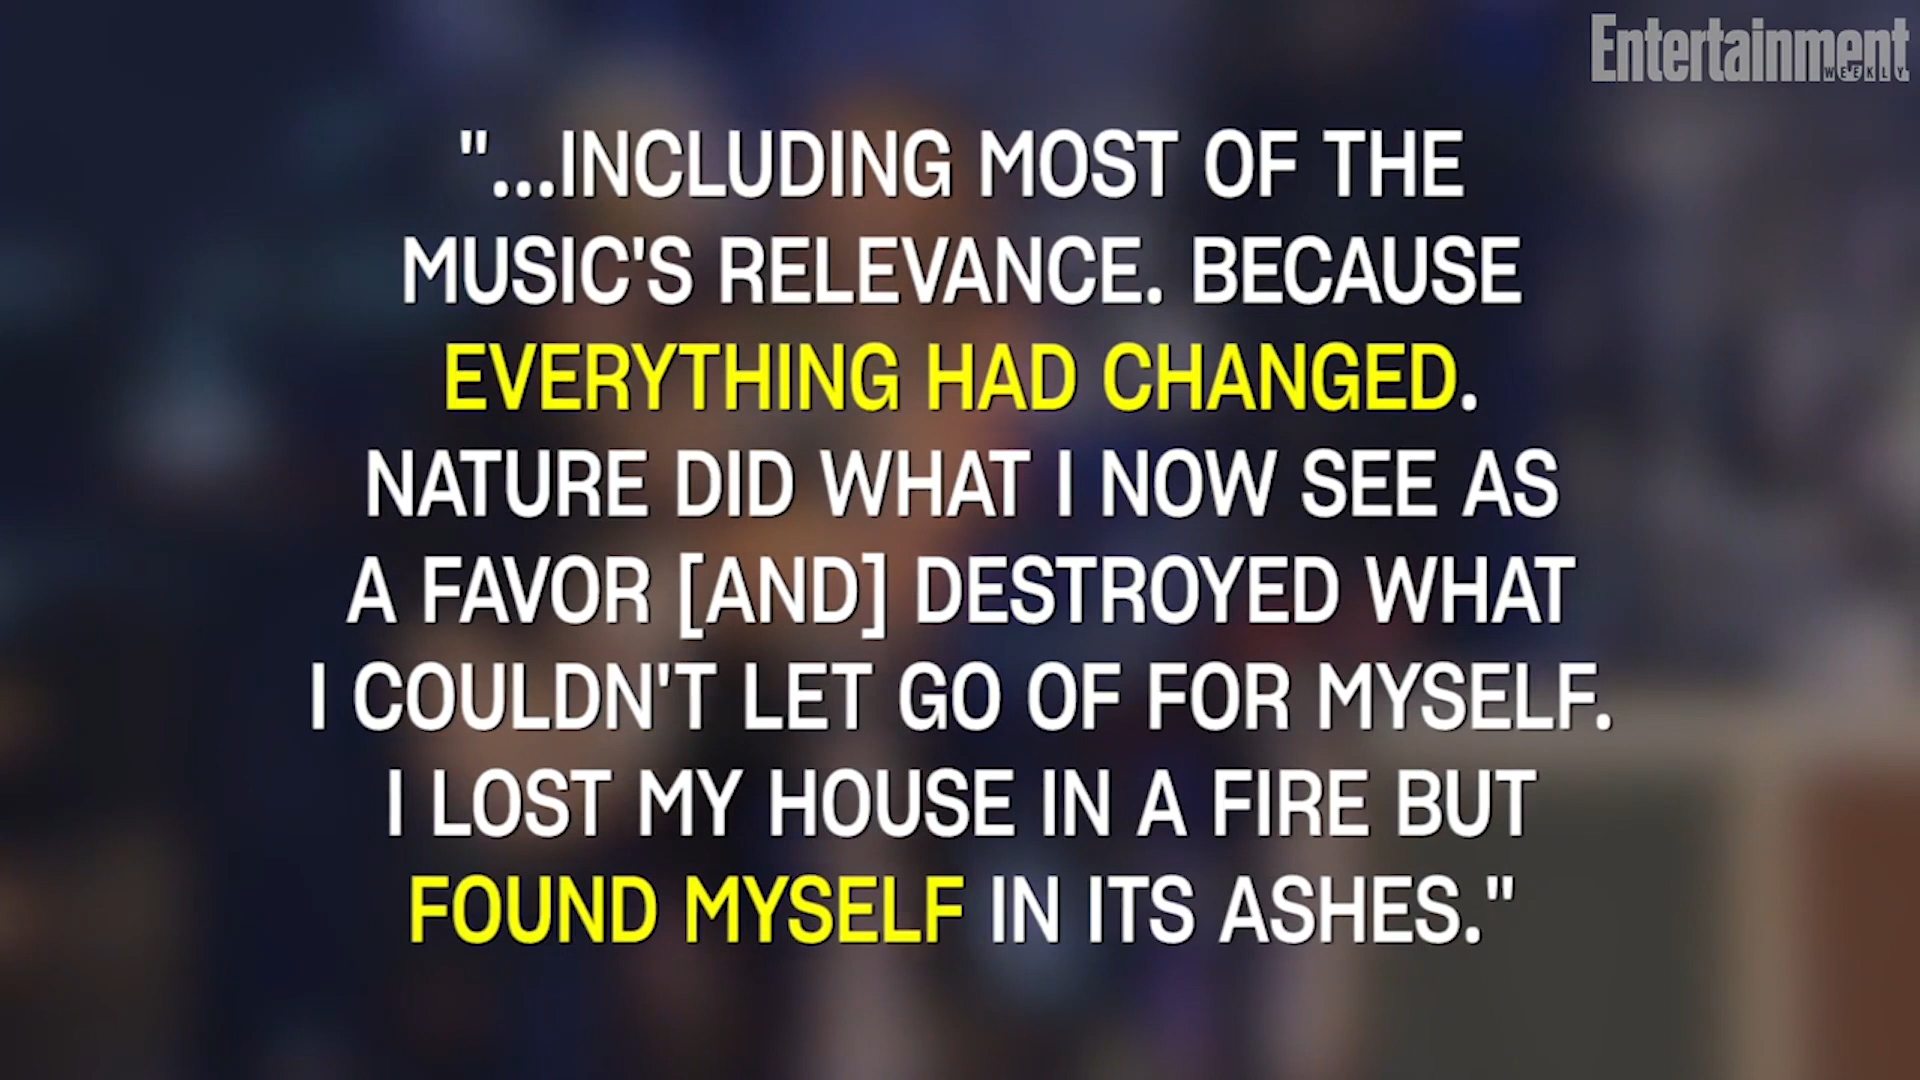 Entertainment
WEEKLY
"...INCLUDING MOST OF THE
MUSIC'S RELEVANCE. BECAUSE
EVERYTHING HAD CHANGED.
NATURE DID WHAT I NOW SEE AS
A FAVOR [AND] DESTROYED WHAT
I COULDN'T LET GO OF FOR MYSELF.
I LOST MY HOUSE IN A FIRE BUT
FOUND MYSELF IN ITS ASHES."